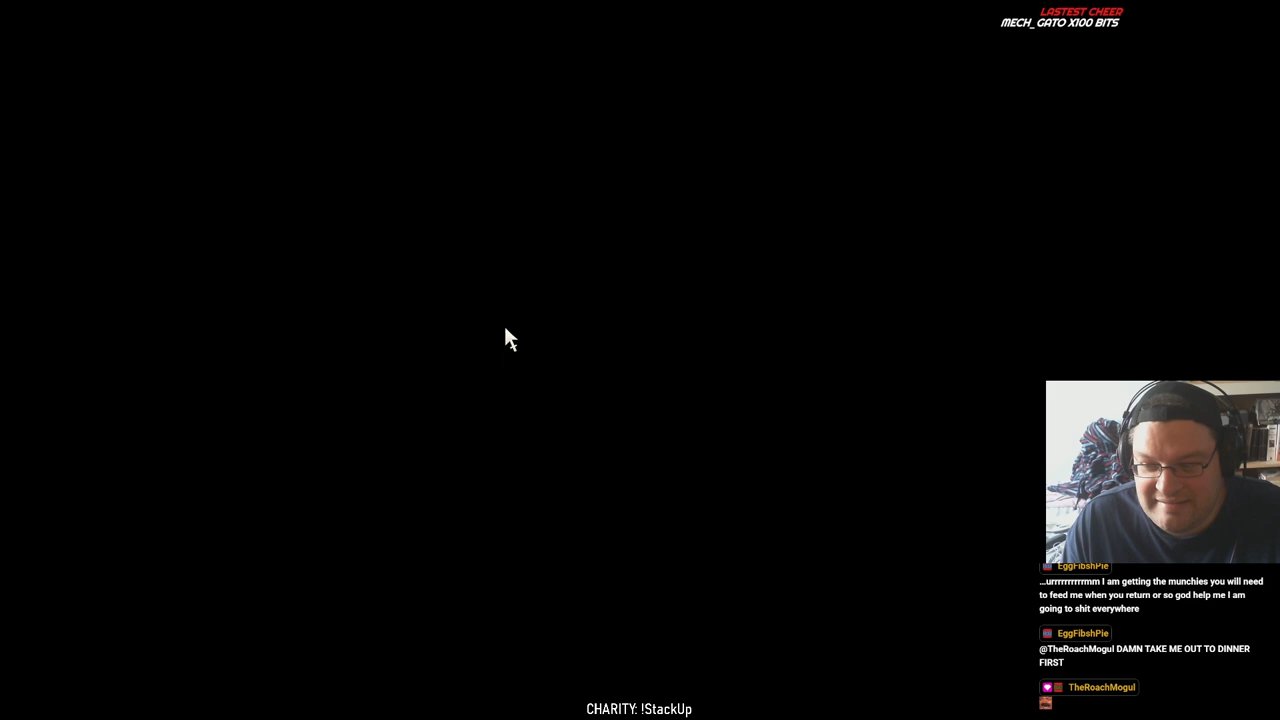 LASTEST CHEER
MECH_GATO X100 BITS
EggFibshPie
…urrrrrrrrrmm I am getting the munchies you will need
to feed me when you return or so god help me I am
going to shit everywhere
EggFibshPie
@TheRoachMogul DAMN TAKE ME OUT TO DINNER
FIRST
TheRoachMogul
CHARITY: !StackUp